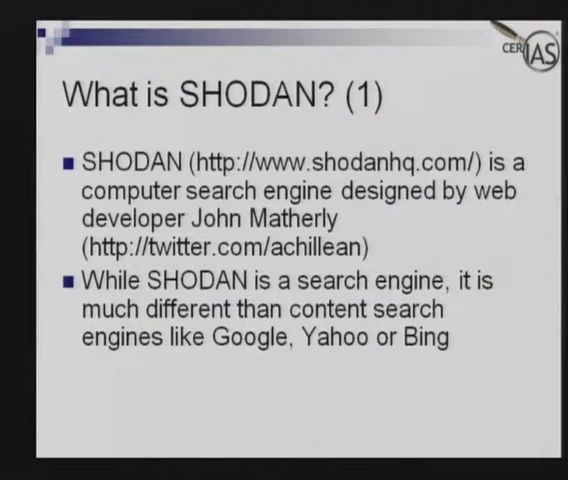 CERIAS
What is SHODAN? (1)
SHODAN (http://www.shodanhq.com/) is a
computer search engine designed by web
developer John Matherly
(http://twitter.com/achillean)
While SHODAN is a search engine, it is
much different than content search
engines like Google, Yahoo or Bing